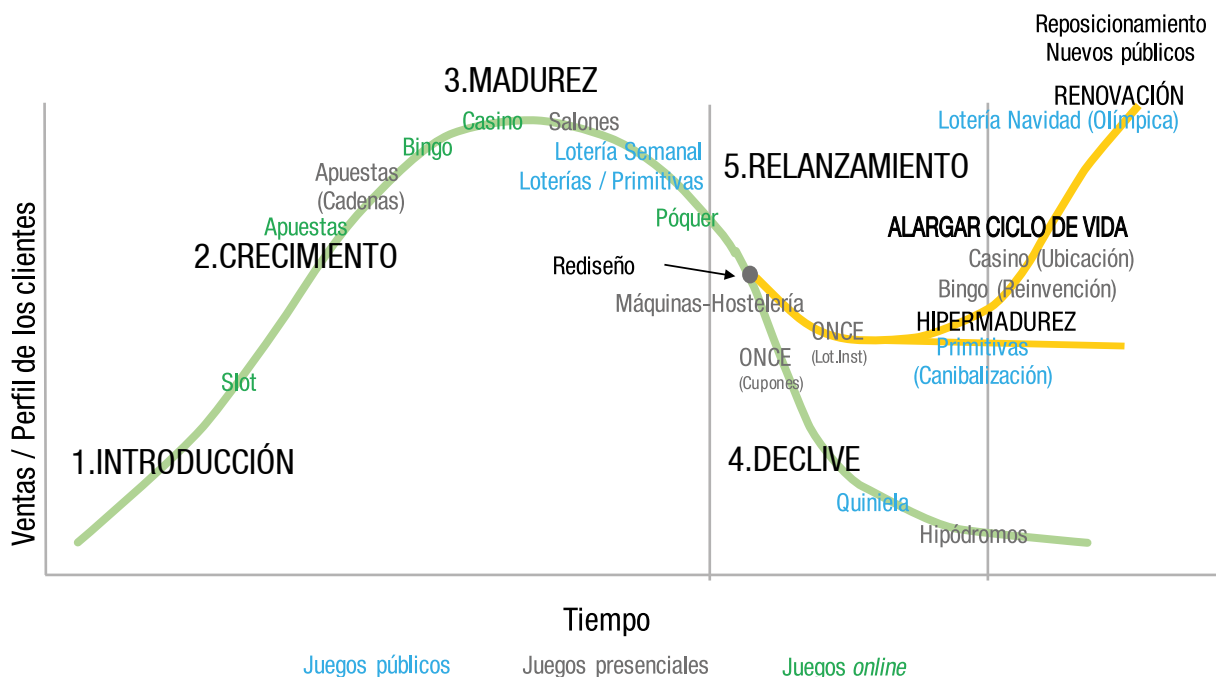 Reposicionamiento
Nuevos públicos
RENOVACIÓN
Lotería Navidad (Olímpica)
3.MADUREZ
Casino
Salones
Bingo
Lotería Semanal
Loterías / Primitivas
Apuestas
(Cadenas)
Apuestas
2.CRECIMIENTO
Póquer
5.RELANZAMIENTO
ALARGAR CICLO DE VIDA
Casino (Ubicación)
Bingo (Reinvención)
HIPERMADUREZ
Primitivas
(Canibalización)
Rediseño
Máquinas-Hostelería
ONCE
(Lot.Inst)
ONCE
(Cupones)
Slot
1.INTRODUCCIÓN
4.DECLIVE
Quiniela
Hipódromos
Ventas / Perfil de los clientes
Tiempo
Juegos públicos
Juegos presenciales
Juegos online